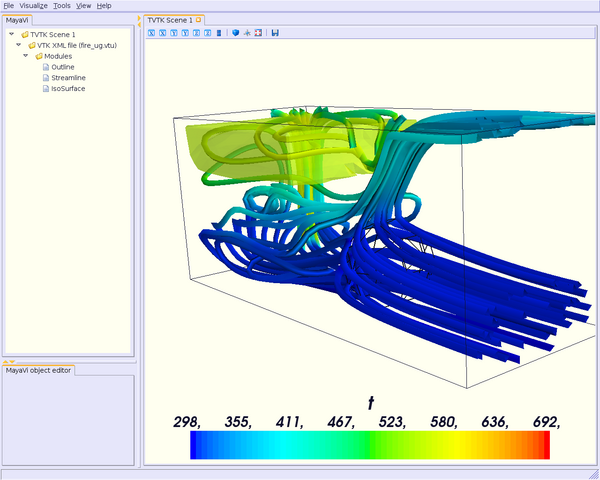 File Visualize Tools View Help
MayaVi
TVTK Scene 1
TVTK Scene 1
VTK XML file (fire_ug.vtu)
Modules
Outline
Streamline
IsoSurface
MayaVi object editor
t
298, 355, 411, 467, 523, 580, 636, 692,